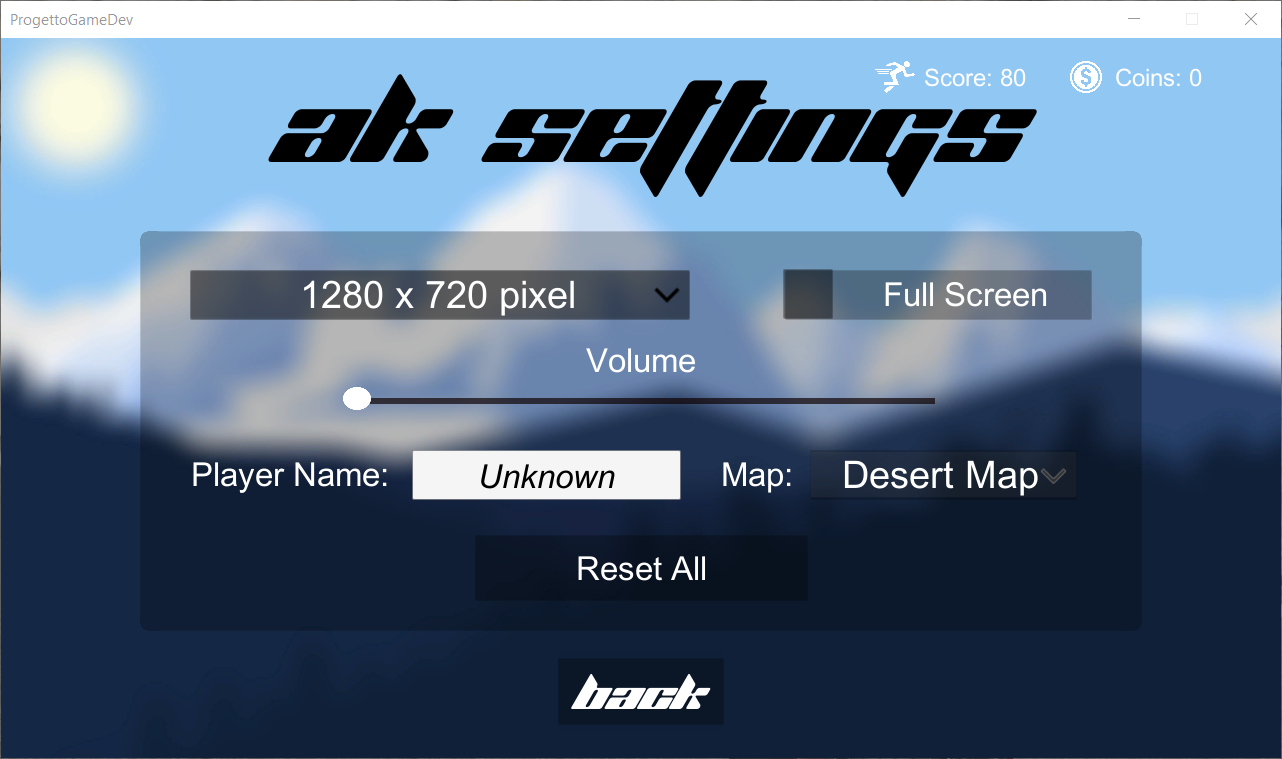 ProgettoGameDev
Score: 80
Coins: 0
ak settings
1280 x 720 pixel
Full Screen
Volume
Player Name:
Unknown
Map:
Desert Map
Reset All
back